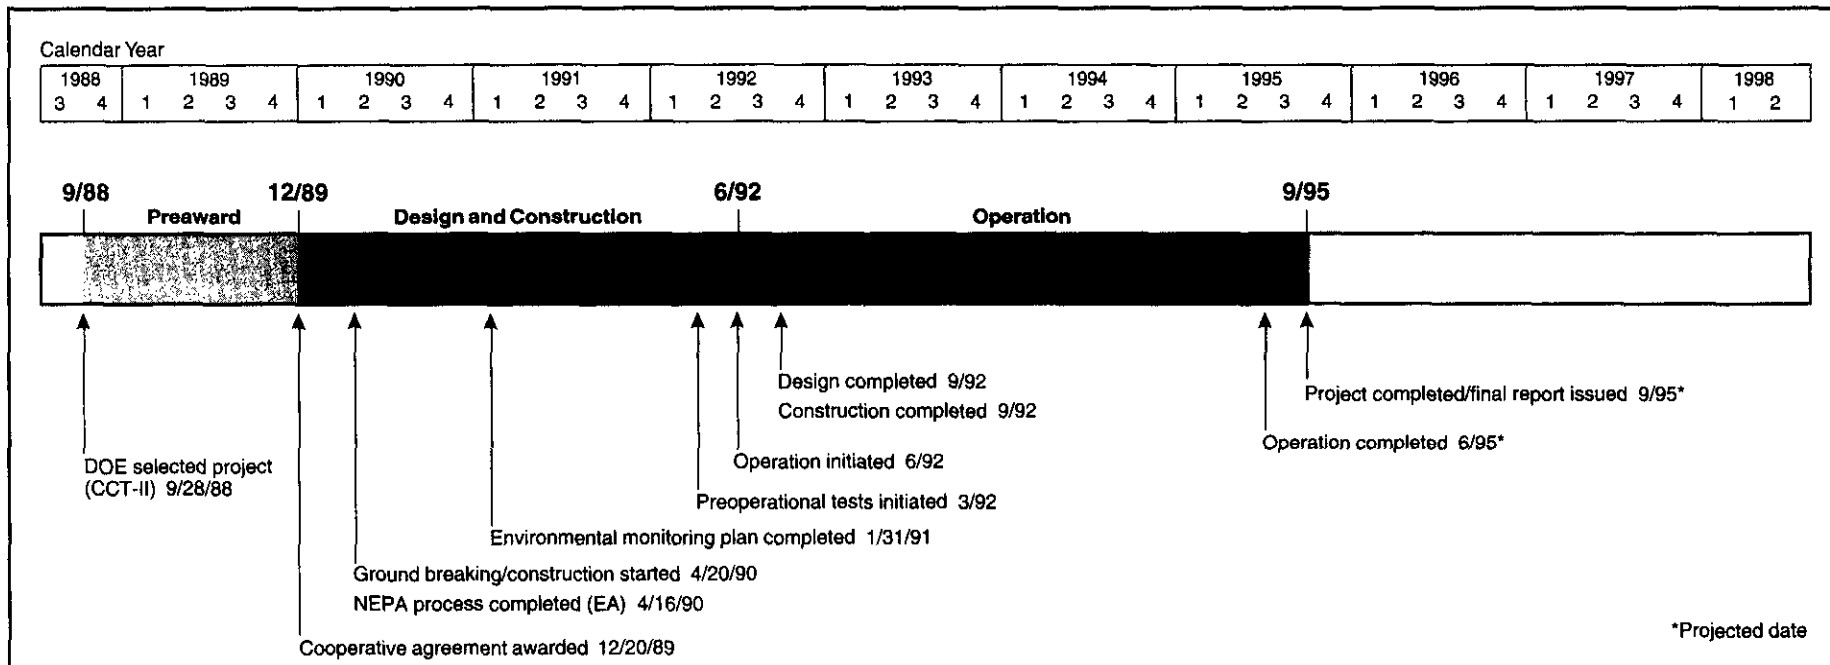 Calendar Year
1988 1989 1990 1991 1992 1993 1994 1995 1996 1997 1998
3 4 1 2 3 4 1 2 3 4 1 2 3 4 1 2 3 4 1 2 3 4 1 2 3 4 1 2 3 4 1 2 3 4 1 2 3 4 1 2
9/88 12/89 6/92 9/95
Preaward Design and Construction Operation
Design completed 9/92
Construction completed 9/92
Project completed/final report issued 9/95*
Operation completed 6/95*
DOE selected project
(CCT-II) 9/28/88
Operation initiated 6/92
Preoperational tests initiated 3/92
Environmental monitoring plan completed 1/31/91
Ground breaking/construction started 4/20/90
NEPA process completed (EA) 4/16/90
Cooperative agreement awarded 12/20/89
*Projected date